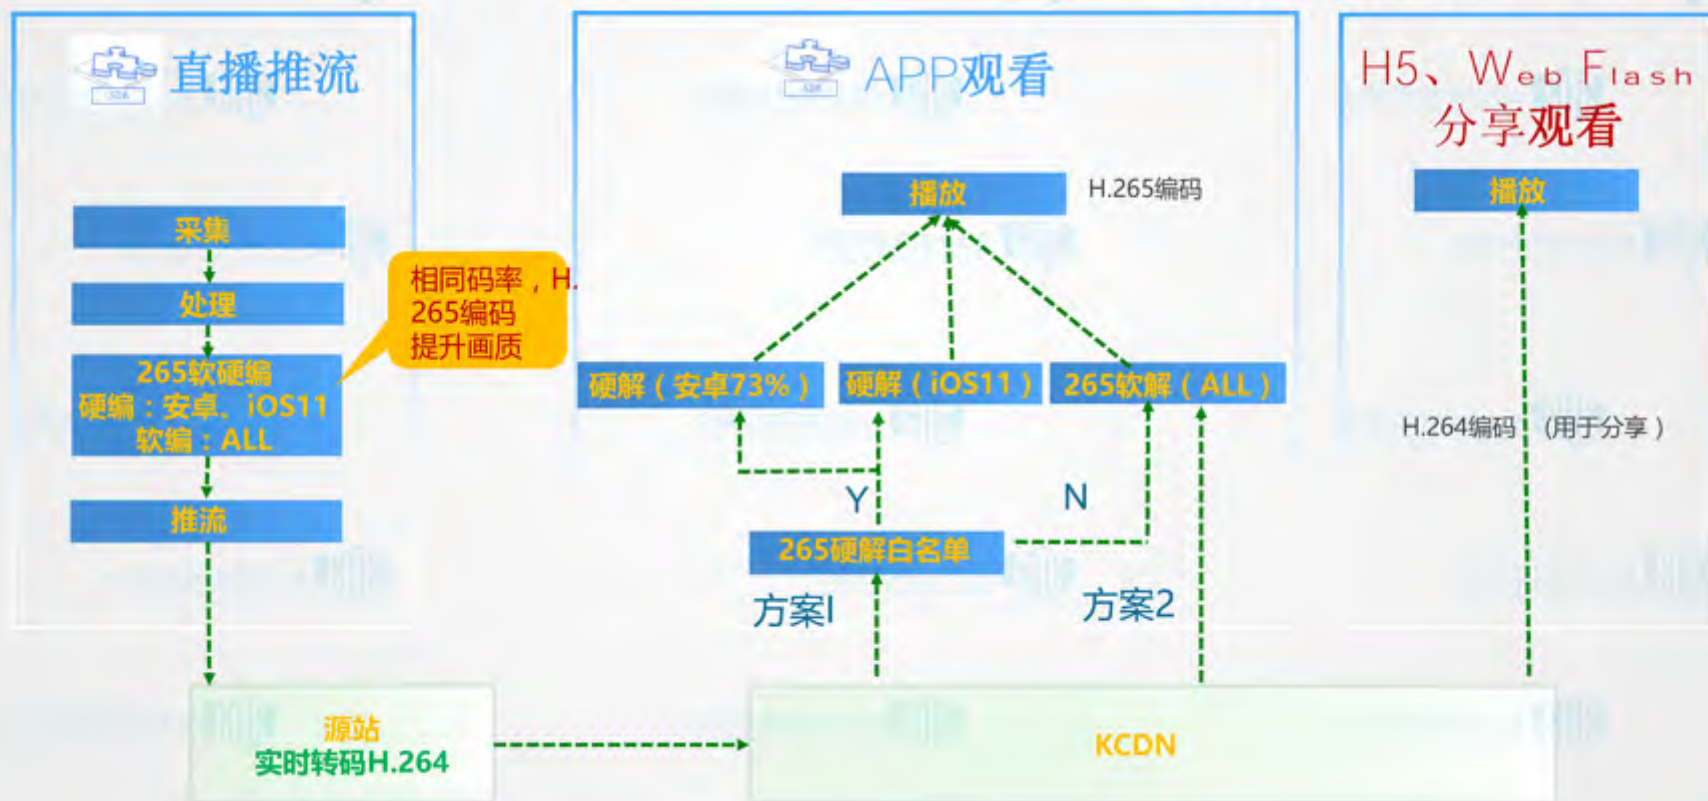 直播推流
采集
处理
265软硬编
硬编：安卓、iOS11
软编：ALL
推流
相同码率，H.
265编码
提升画质
源站
实时转码H.264
APP观看
播放
H.265编码
硬解（安卓73%）
硬解（iOS11）
265软解（ALL）
Y
N
265硬解白名单
方案1
方案2
KCDN
H5、Web Flash
分享观看
播放
H.264编码 （用于分享）